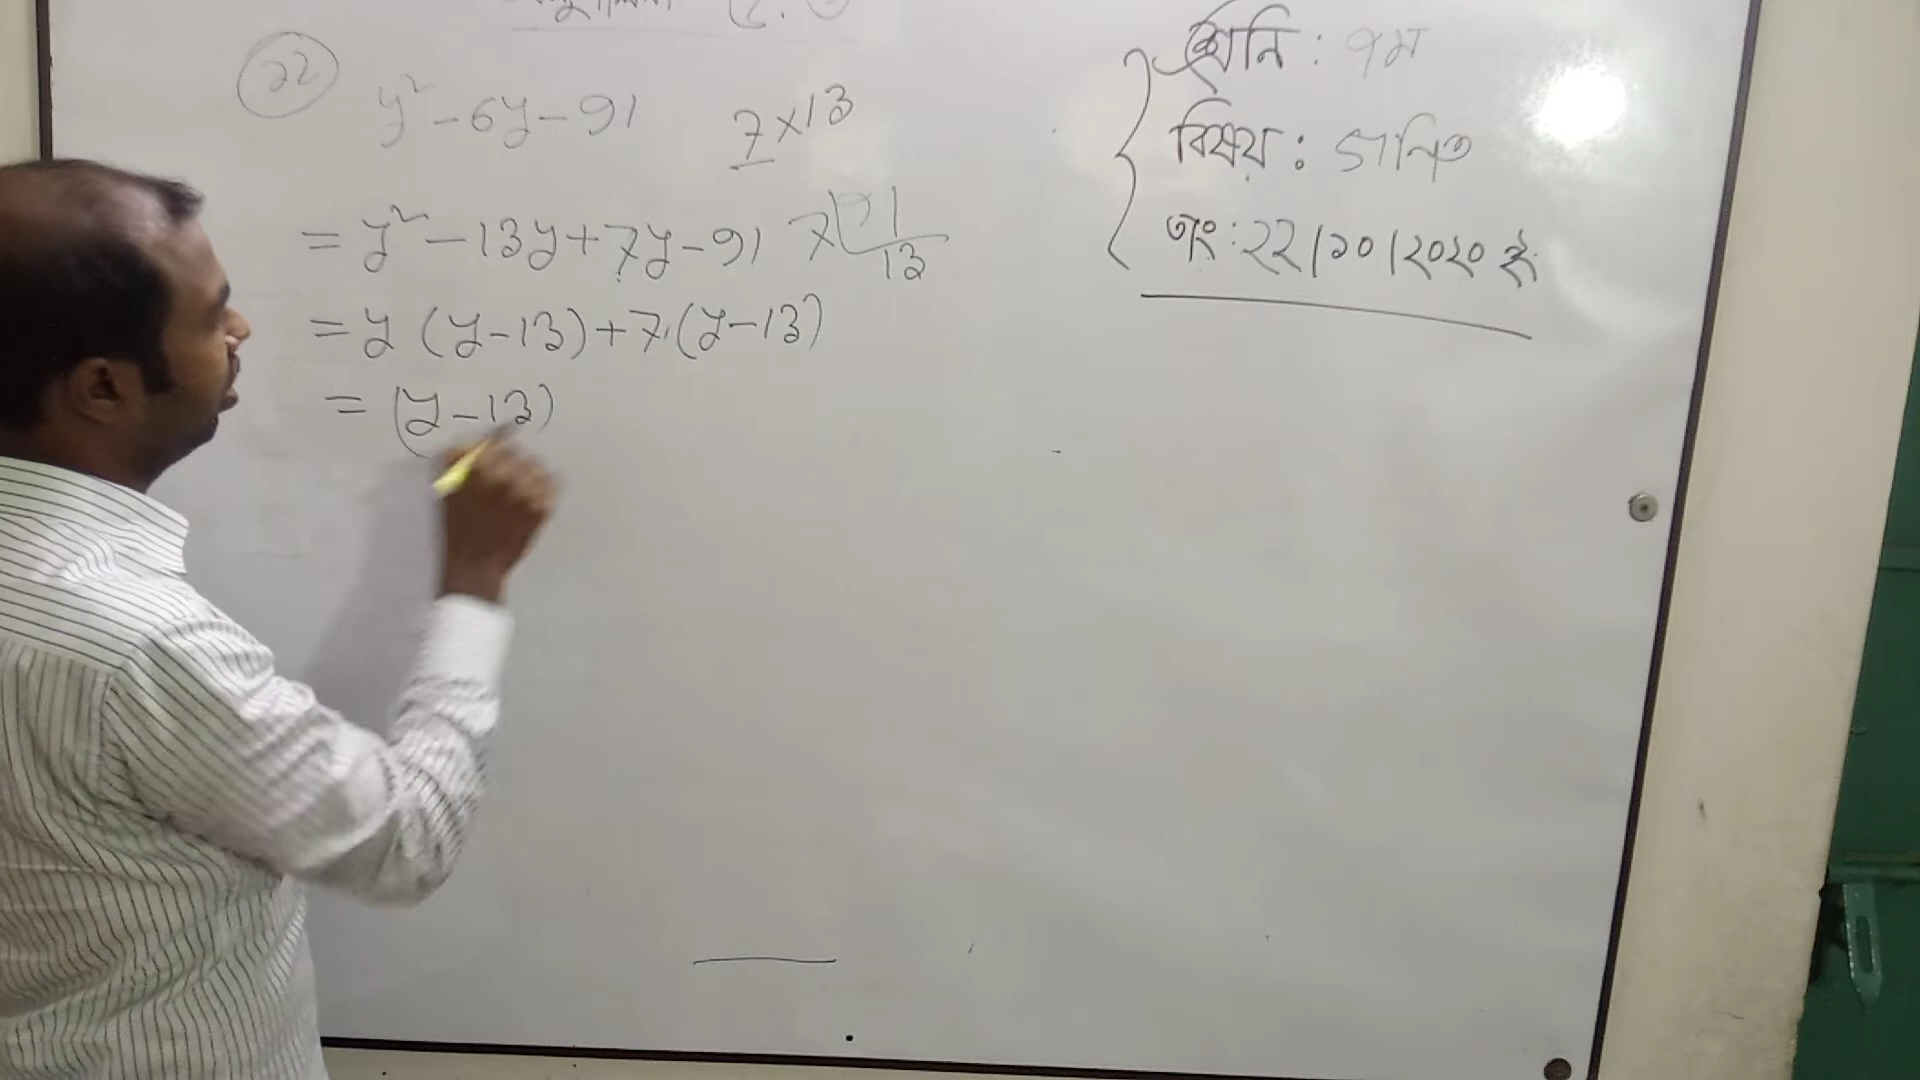 ২২
y² - 6y - 91
7 × 13
= y² - 13y + 7y - 91
7 | 91
13
= y (y - 13) + 7 (y - 13)
= (y - 13)
শ্রেনি : ৭ম
বিষয় : গনিত
তাং : ২২/১০/২০২০ ইং